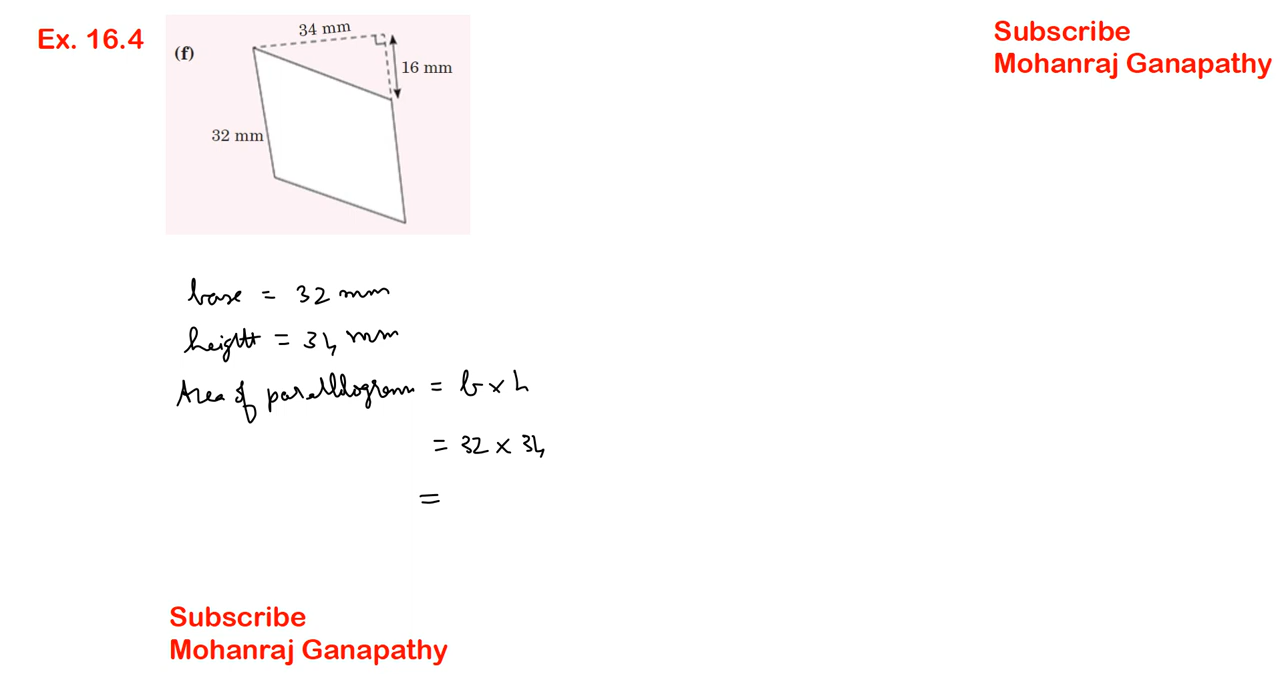 Ex. 16.4
(f)
34 mm
16 mm
32 mm
Subscribe
Mohanraj Ganapathy
base = 32 mm
height = 34 mm
Area of parallelogram = b × h
= 32 × 34
=
Subscribe
Mohanraj Ganapathy